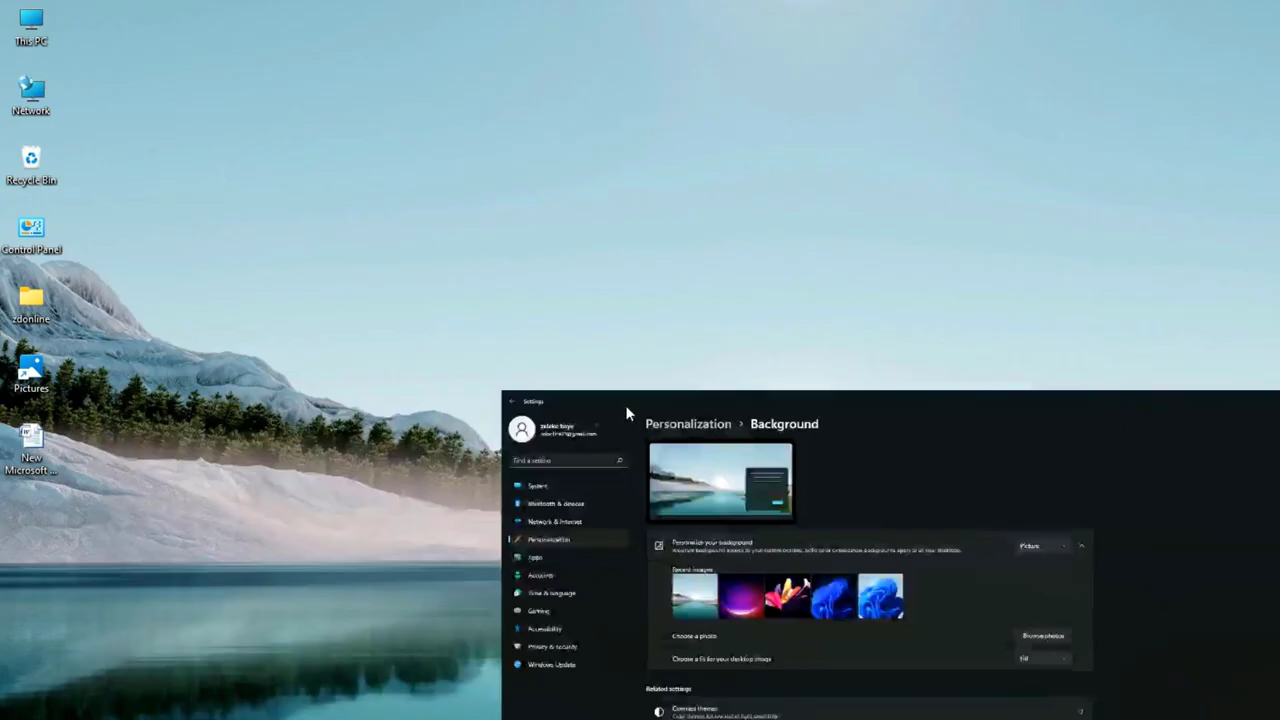 This PC
Network
Recycle Bin
Control Panel
zdonline
Pictures
New
Microsoft ...
Settings
Find a setting
System
Bluetooth & devices
Network & Internet
Personalization
Apps
Accounts
Time & language
Gaming
Accessibility
Privacy & security
Windows Update
Personalization > Background
Personalize your background
Picture
Recent images
Choose a photo
Browse photos
Choose a fit for your desktop image
Fill
Related settings
Contrast themes